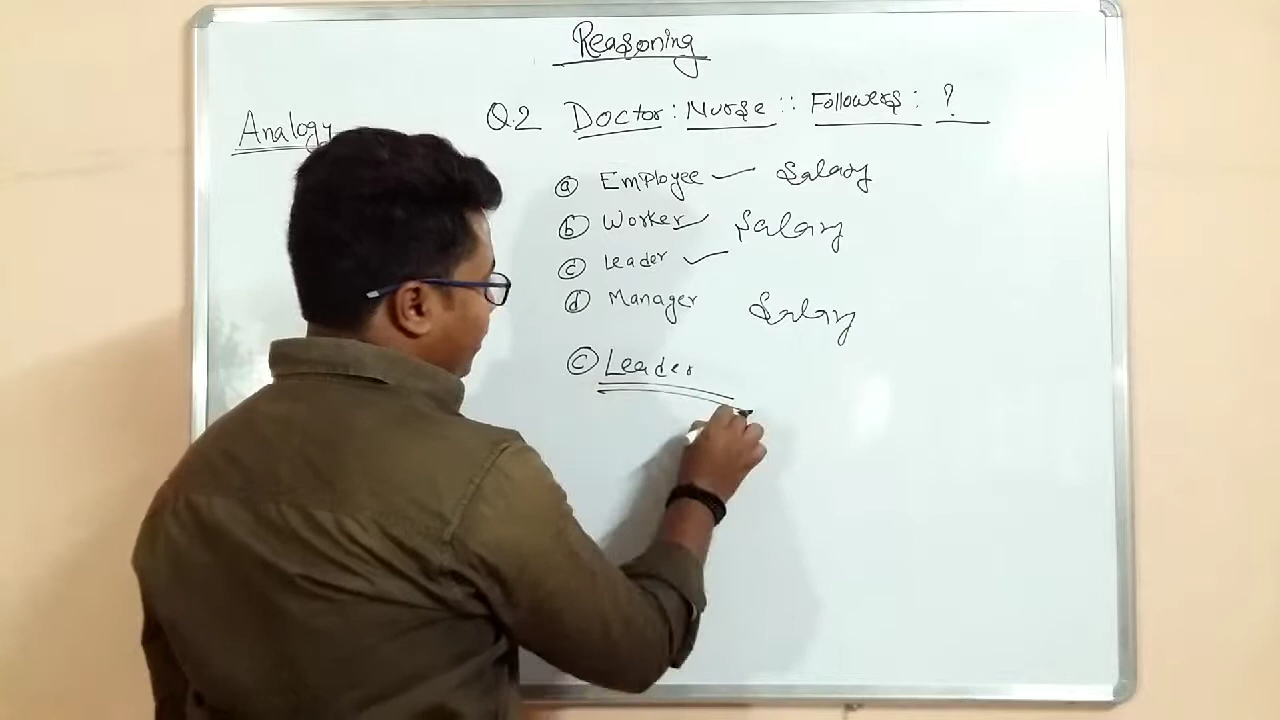 Reasoning
Analogy
Q.2 Doctor : Nurse :: Followers : ?
(a) Employee Salary
(b) Worker Salary
(c) Leader
(d) Manager Salary
(c) Leader